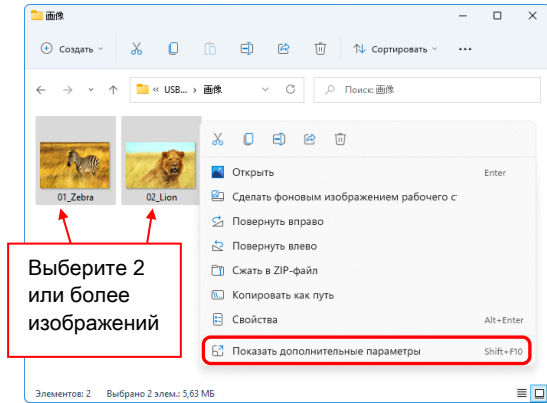 画像
Создать
Сортировать
« USB... › 画像
Поиск: 画像
01_Zebra
02_Lion
Открыть Enter
Сделать фоновым изображением рабочего с
Повернуть вправо
Повернуть влево
Сжать в ZIP-файл
Копировать как путь
Свойства Alt+Enter
Показать дополнительные параметры Shift+F10
Выберите 2
или более
изображений
Элементов: 2 Выбрано 2 элем.: 5,63 МБ